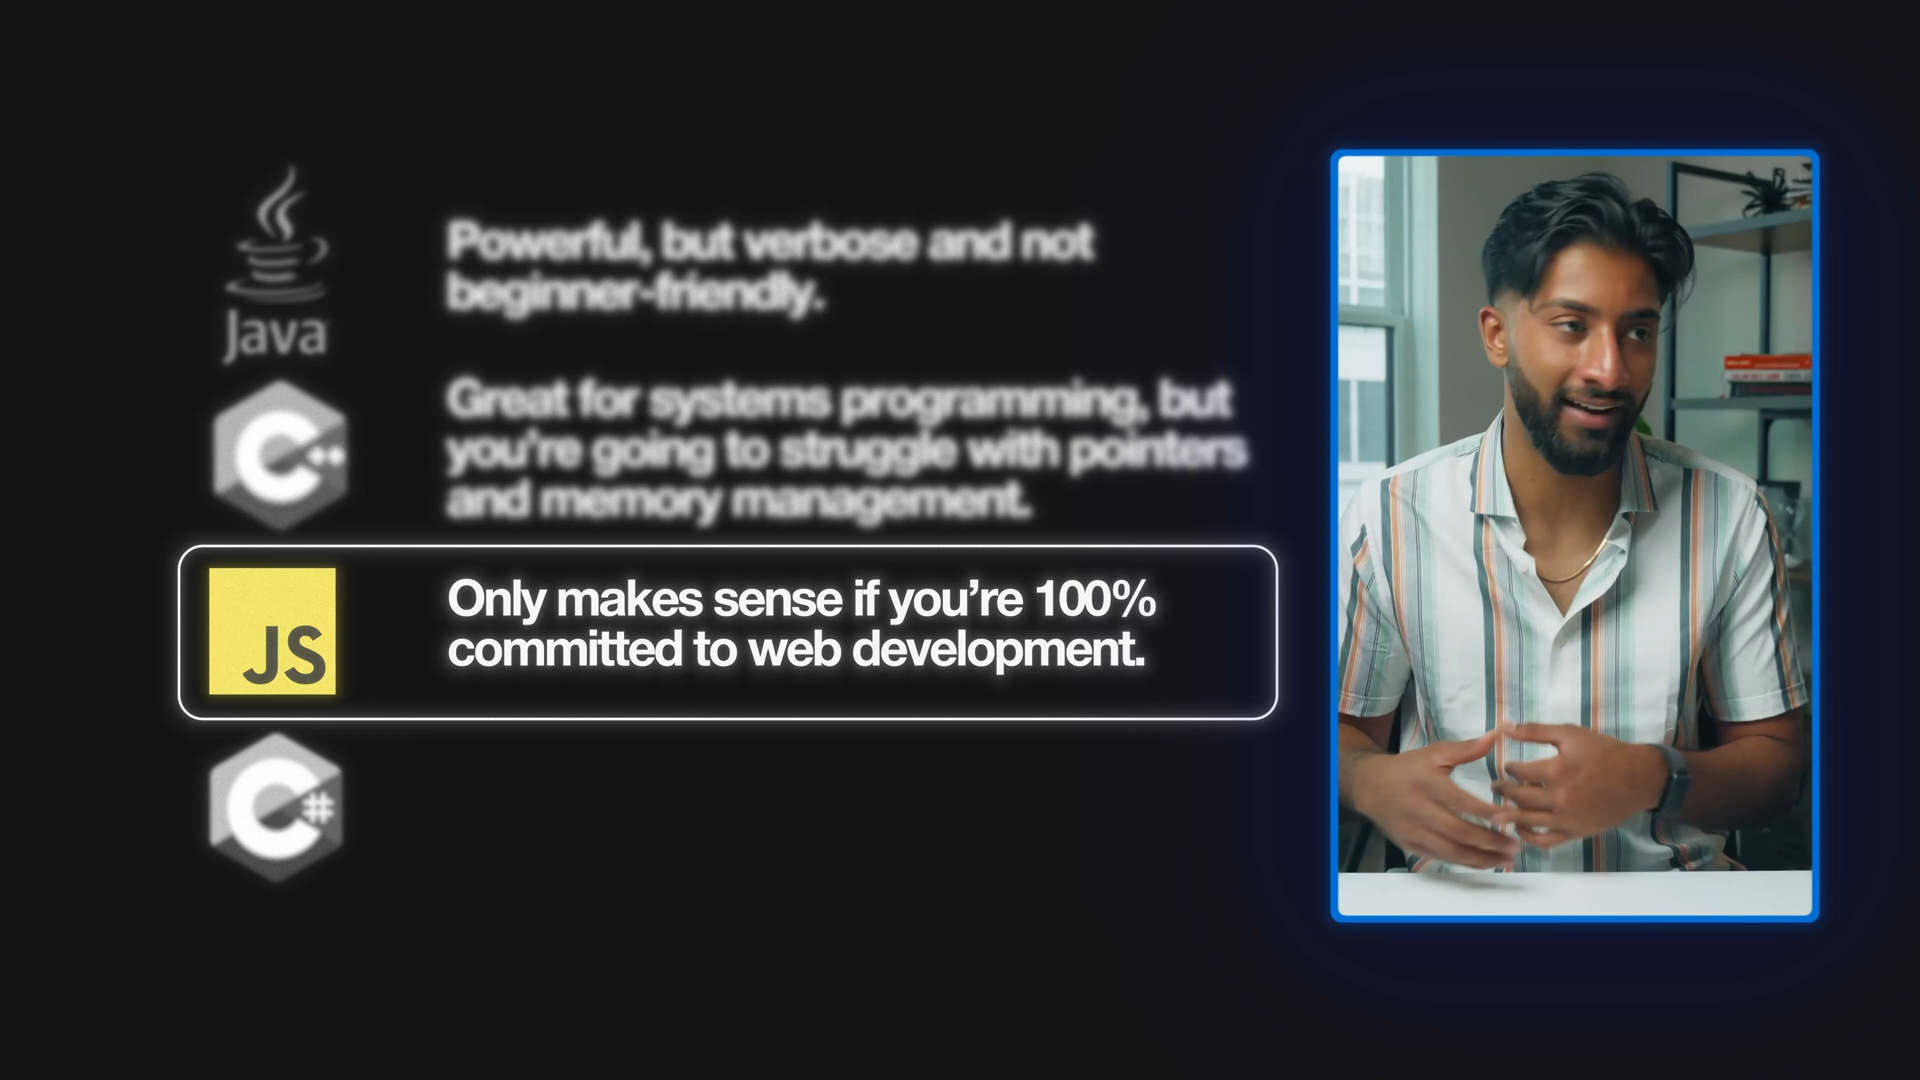 Java
Powerful, but verbose and not
beginner-friendly.
C++
Great for systems programming, but
you're going to struggle with pointers
and memory management.
JS
Only makes sense if you’re 100%
committed to web development.
C#